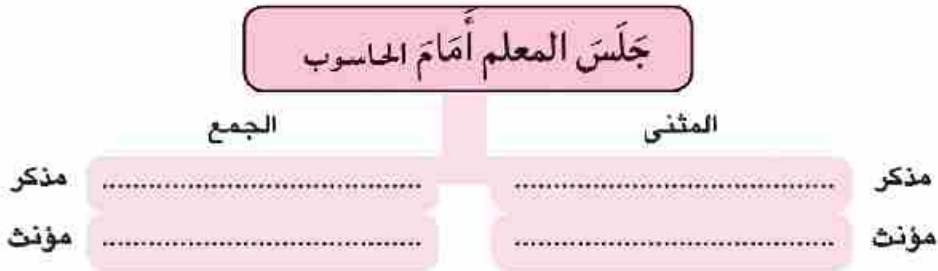 جَلَسَ المعلم أَمَامَ الحاسوب
المثنى الجمع
مذكر ........................................ ........................................ مذكر
مؤنث ........................................ ........................................ مؤنث